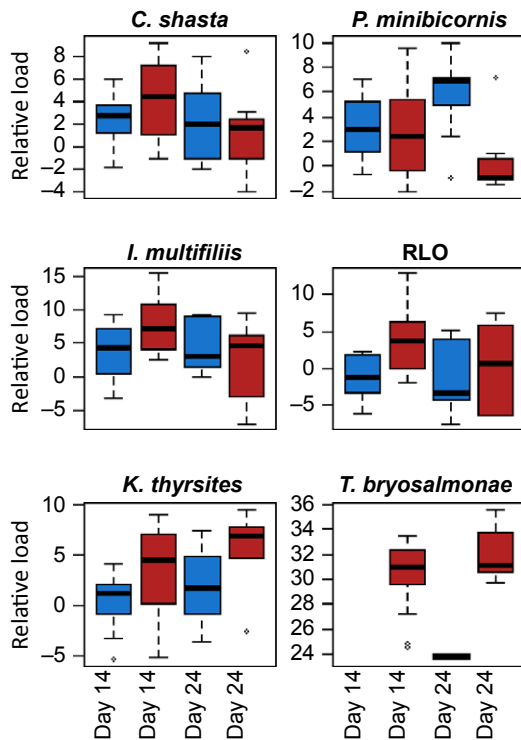 C. shasta
P. minibicornis
Relative load
8
6
4
2
0
−2
−4
10
8
6
4
2
0
−2
I. multifiliis
RLO
Relative load
15
10
5
0
−5
10
5
0
−5
K. thyrsites
T. bryosalmonae
Relative load
10
5
0
−5
36
34
32
30
28
26
24
Day 14
Day 14
Day 24
Day 24
Day 14
Day 14
Day 24
Day 24